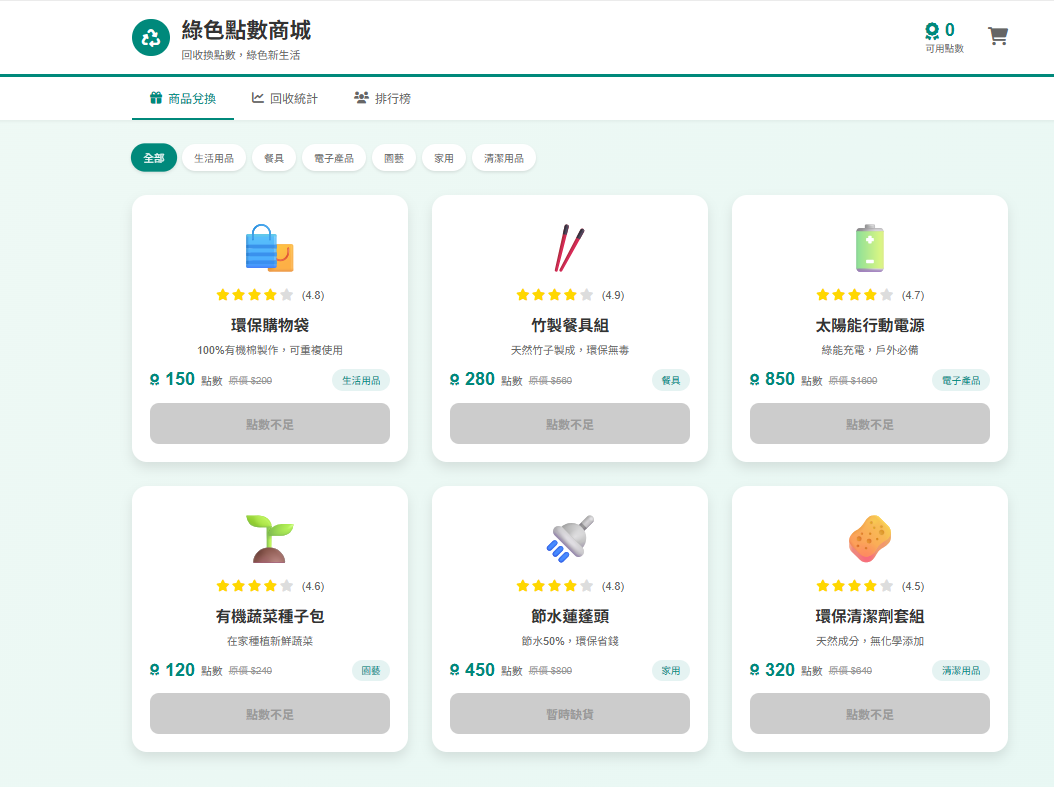 綠色點數商城
回收換點數，綠色新生活
0
可用點數
商品兌換 回收統計 排行榜
全部 生活用品 餐具 電子產品 園藝 家用 清潔用品
(4.8)
環保購物袋
100%有機棉製作，可重複使用
150 點數 原價 $200 生活用品
點數不足
(4.9)
竹製餐具組
天然竹子製成，環保無毒
280 點數 原價 $560 餐具
點數不足
(4.7)
太陽能行動電源
綠能充電，戶外必備
850 點數 原價 $1600 電子產品
點數不足
(4.6)
有機蔬菜種子包
在家種植新鮮蔬菜
120 點數 原價 $240 園藝
點數不足
(4.8)
節水蓮蓬頭
節水50%，環保省錢
450 點數 原價 $800 家用
暫時缺貨
(4.5)
環保清潔劑套組
天然成分，無化學添加
320 點數 原價 $640 清潔用品
點數不足